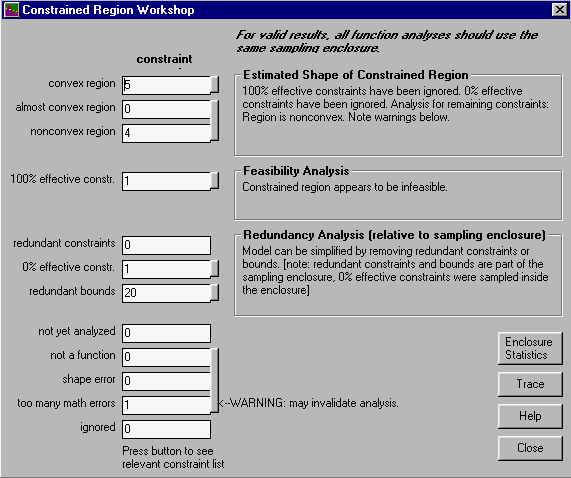 Constrained Region Workshop
For valid results, all function analyses should use the
same sampling enclosure.
constraint
convex region 5
almost convex region 0
nonconvex region 4
100% effective constr. 1
redundant constraints 0
0% effective constr. 1
redundant bounds 20
not yet analyzed 0
not a function 0
shape error 0
too many math errors 1
ignored 0
Press button to see
relevant constraint list
Estimated Shape of Constrained Region
100% effective constraints have been ignored. 0% effective
constraints have been ignored. Analysis for remaining constraints:
Region is nonconvex. Note warnings below.
Feasibility Analysis
Constrained region appears to be infeasible.
Redundancy Analysis (relative to sampling enclosure)
Model can be simplified by removing redundant constraints or
bounds. [note: redundant constraints and bounds are part of the
sampling enclosure, 0% effective constraints were sampled inside
the enclosure]
<--WARNING: may invalidate analysis.
Enclosure
Statistics
Trace
Help
Close